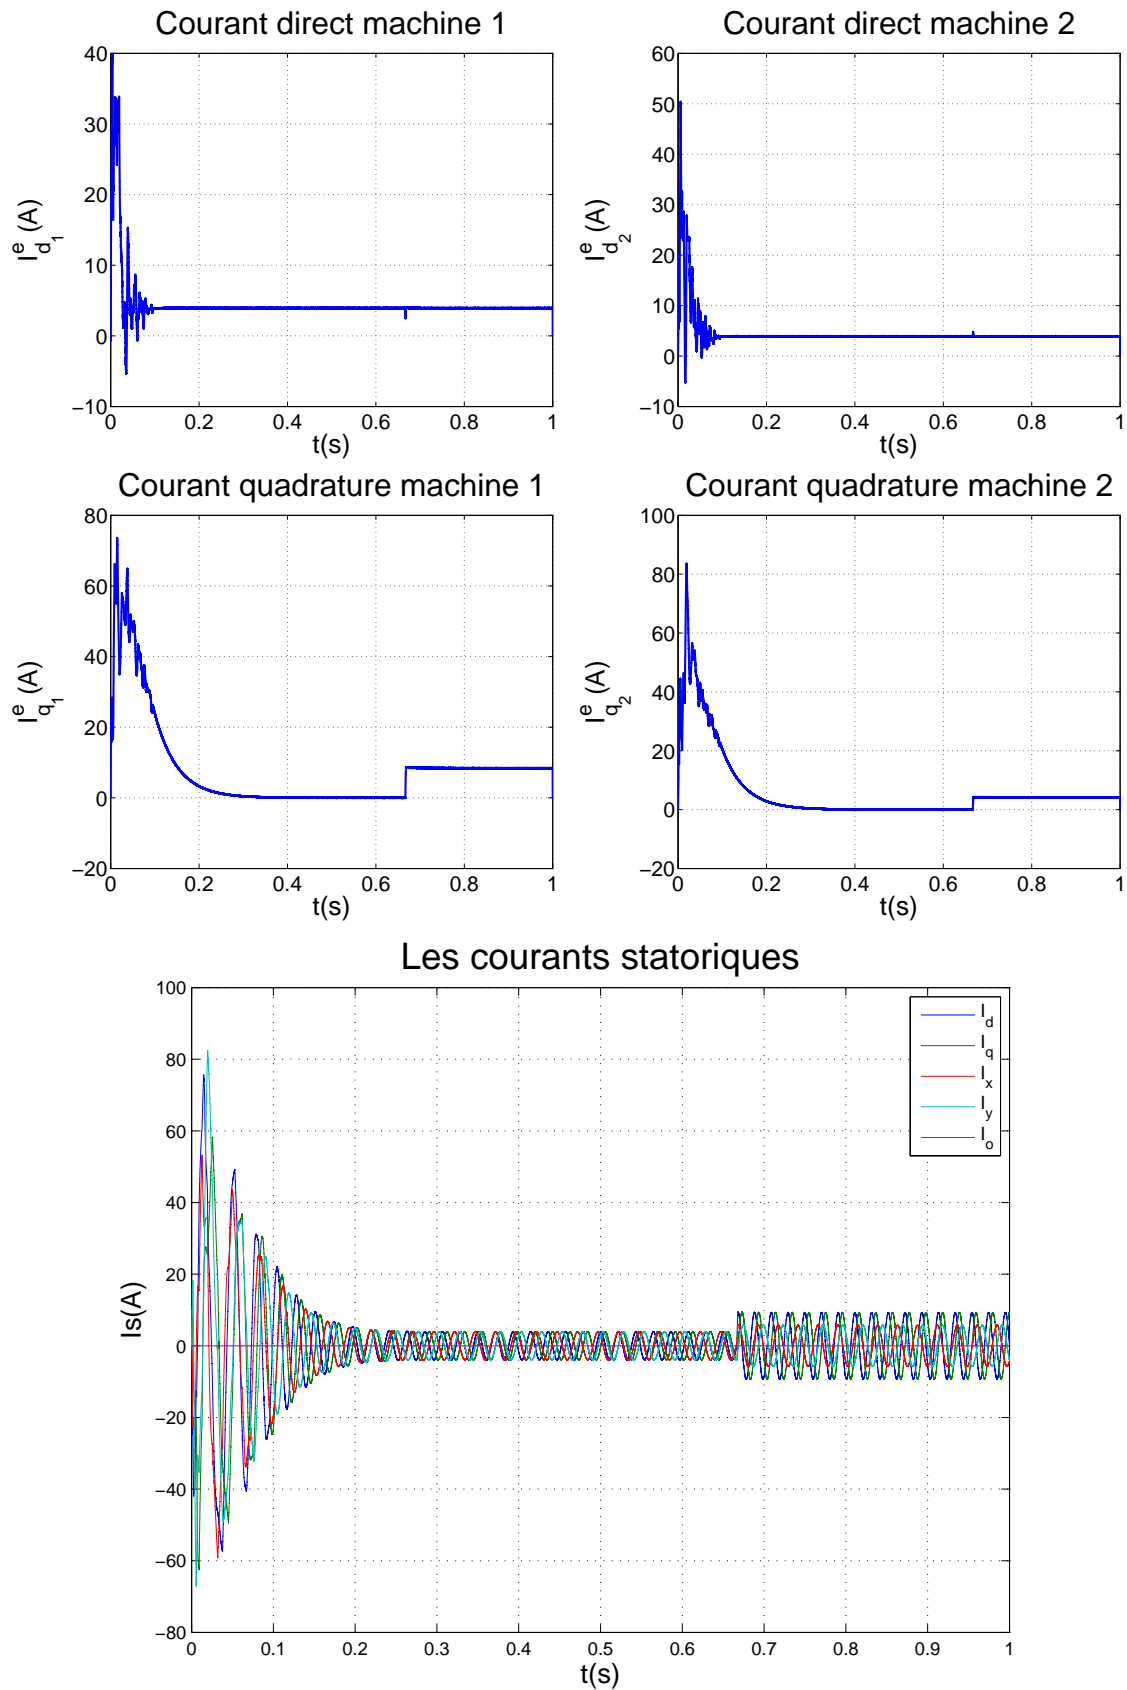 Courant direct machine 1
40
30
20
10
0
−10
0 0.2 0.4 0.6 0.8 1
t(s)
I^e_d_1 (A)
Courant direct machine 2
60
50
40
30
20
10
0
−10
0 0.2 0.4 0.6 0.8 1
t(s)
I^e_d_2 (A)
Courant quadrature machine 1
80
60
40
20
0
−20
0 0.2 0.4 0.6 0.8 1
t(s)
I^e_q_1 (A)
Courant quadrature machine 2
100
80
60
40
20
0
−20
0 0.2 0.4 0.6 0.8 1
t(s)
I^e_q_2 (A)
Les courants statoriques
100
80
60
40
20
0
−20
−40
−60
−80
0 0.1 0.2 0.3 0.4 0.5 0.6 0.7 0.8 0.9 1
t(s)
Is(A)
I_d
I_q
I_x
I_y
I_o